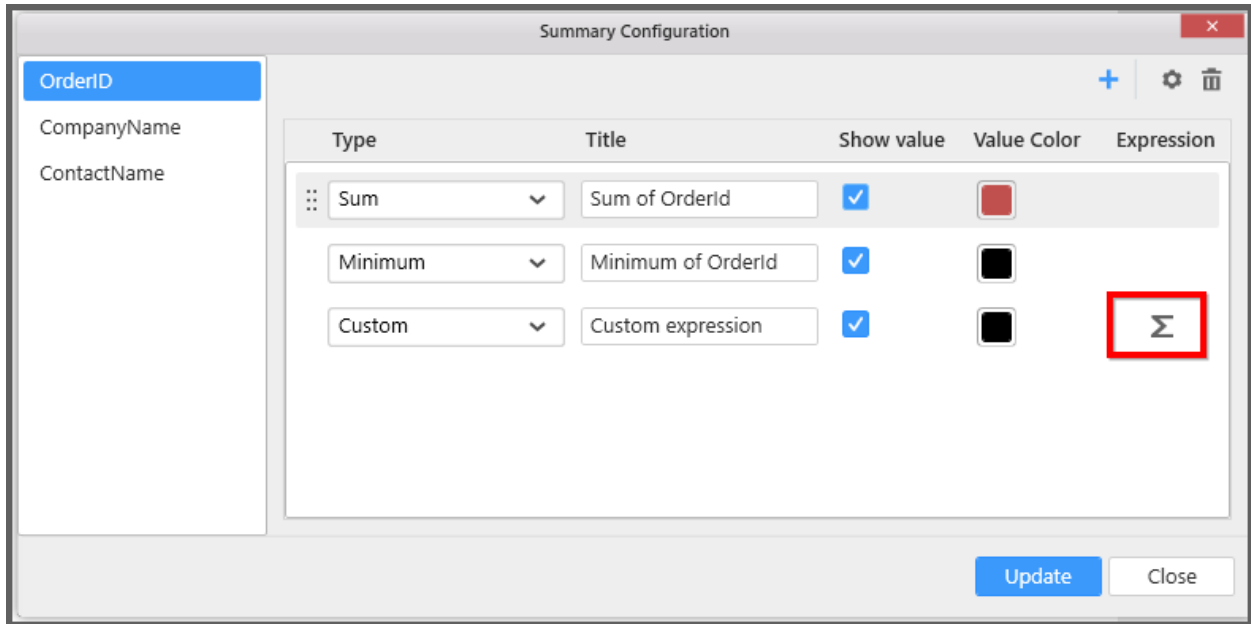 Summary Configuration
OrderID
CompanyName
ContactName
Type Title Show value Value Color Expression
Sum Sum of OrderId
Minimum Minimum of OrderId
Custom Custom expression Σ
Update Close